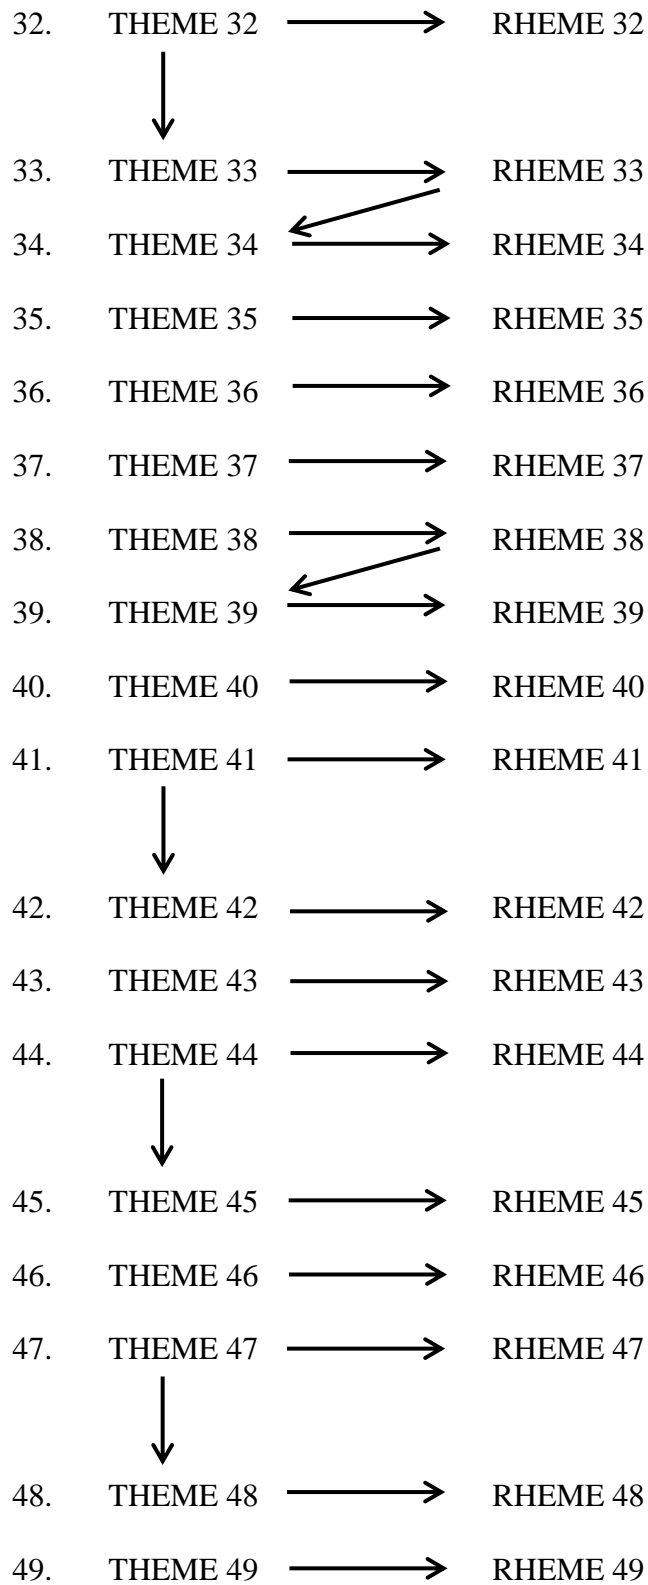 32. THEME 32 RHEME 32
33. THEME 33 RHEME 33
34. THEME 34 RHEME 34
35. THEME 35 RHEME 35
36. THEME 36 RHEME 36
37. THEME 37 RHEME 37
38. THEME 38 RHEME 38
39. THEME 39 RHEME 39
40. THEME 40 RHEME 40
41. THEME 41 RHEME 41
42. THEME 42 RHEME 42
43. THEME 43 RHEME 43
44. THEME 44 RHEME 44
45. THEME 45 RHEME 45
46. THEME 46 RHEME 46
47. THEME 47 RHEME 47
48. THEME 48 RHEME 48
49. THEME 49 RHEME 49